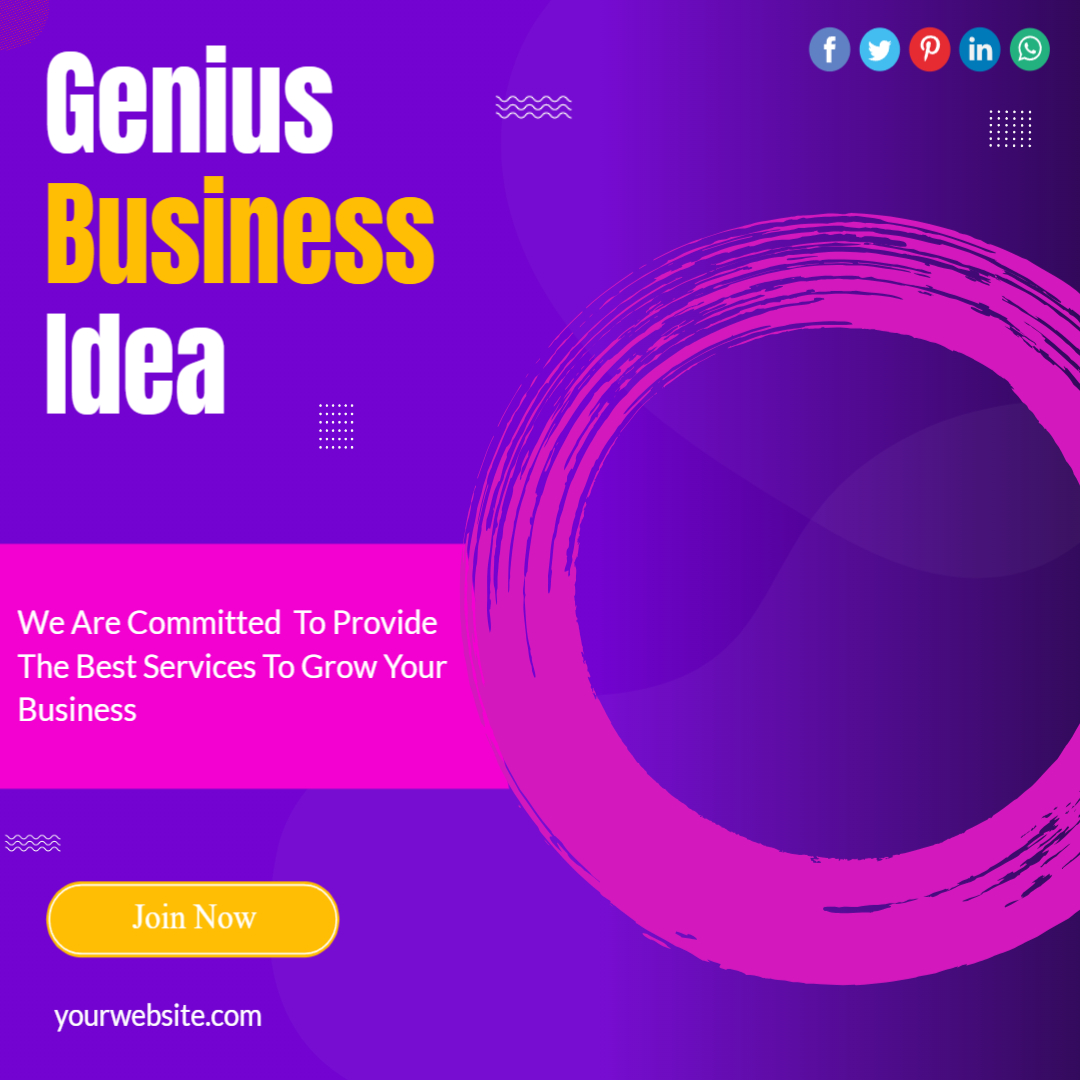 Genius
Business
Idea
We Are Committed  To Provide
The Best Services To Grow Your
Business
Join Now
yourwebsite.com